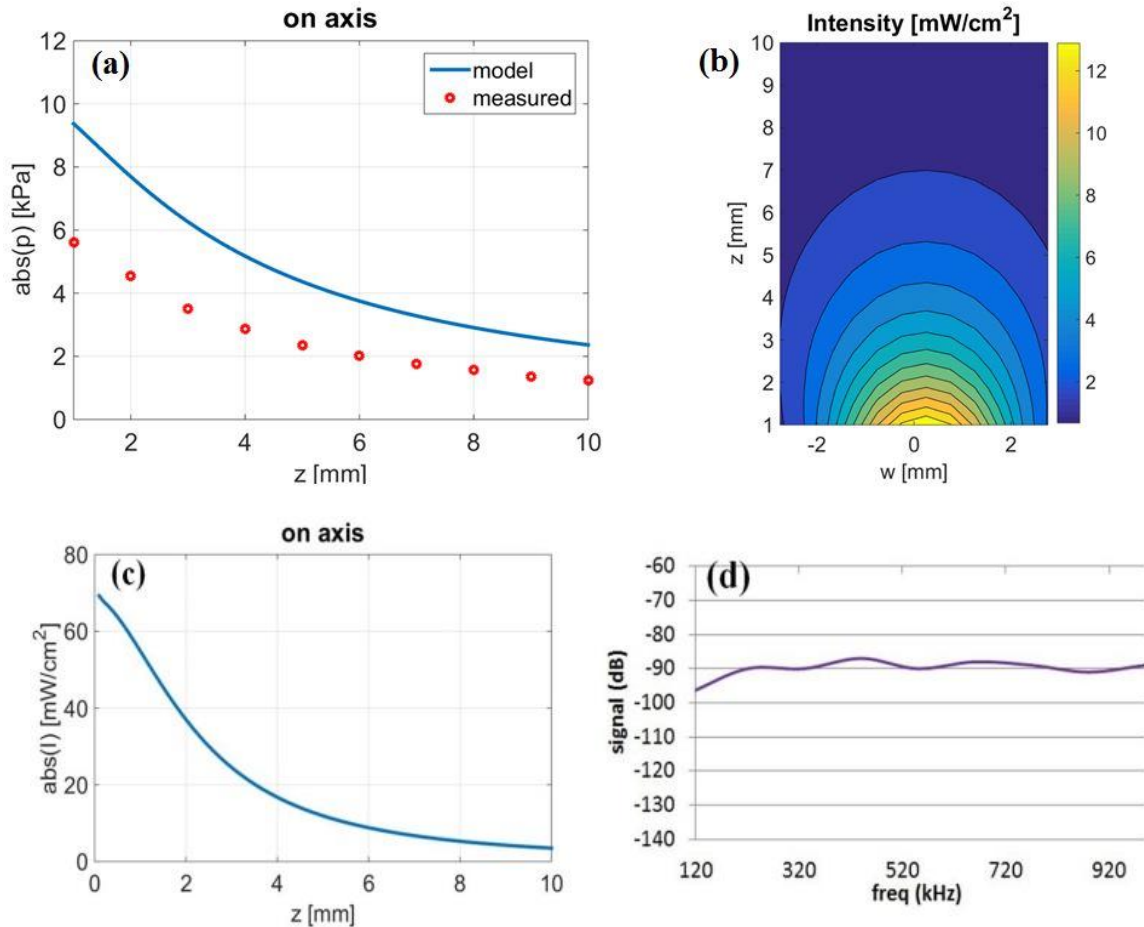 on axis
(a)
model
measured
12
10
8
6
4
2
0
abs(p) [kPa]
2 4 6 8 10
z [mm]
Intensity [mW/cm²]
(b)
10
9
8
7
6
5
4
3
2
1
z [mm]
-2 0 2
w [mm]
12
10
8
6
4
2
on axis
(c)
80
60
40
20
0
abs(I) [mW/cm²]
0 2 4 6 8 10
z [mm]
(d)
-60
-70
-80
-90
-100
-110
-120
-130
-140
signal (dB)
120 320 520 720 920
freq (kHz)